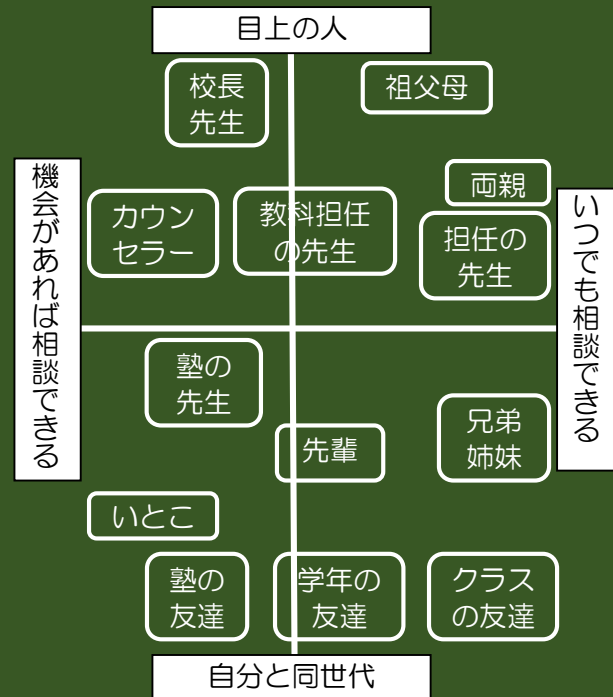 目上の人
校長
先生
祖父母
機会があれば相談できる
両親
カウン
セラー
教科担任
の先生
担任の
先生
いつでも相談できる
塾の
先生
先輩
兄弟
姉妹
いとこ
塾の
友達
学年の
友達
クラス
の友達
自分と同世代